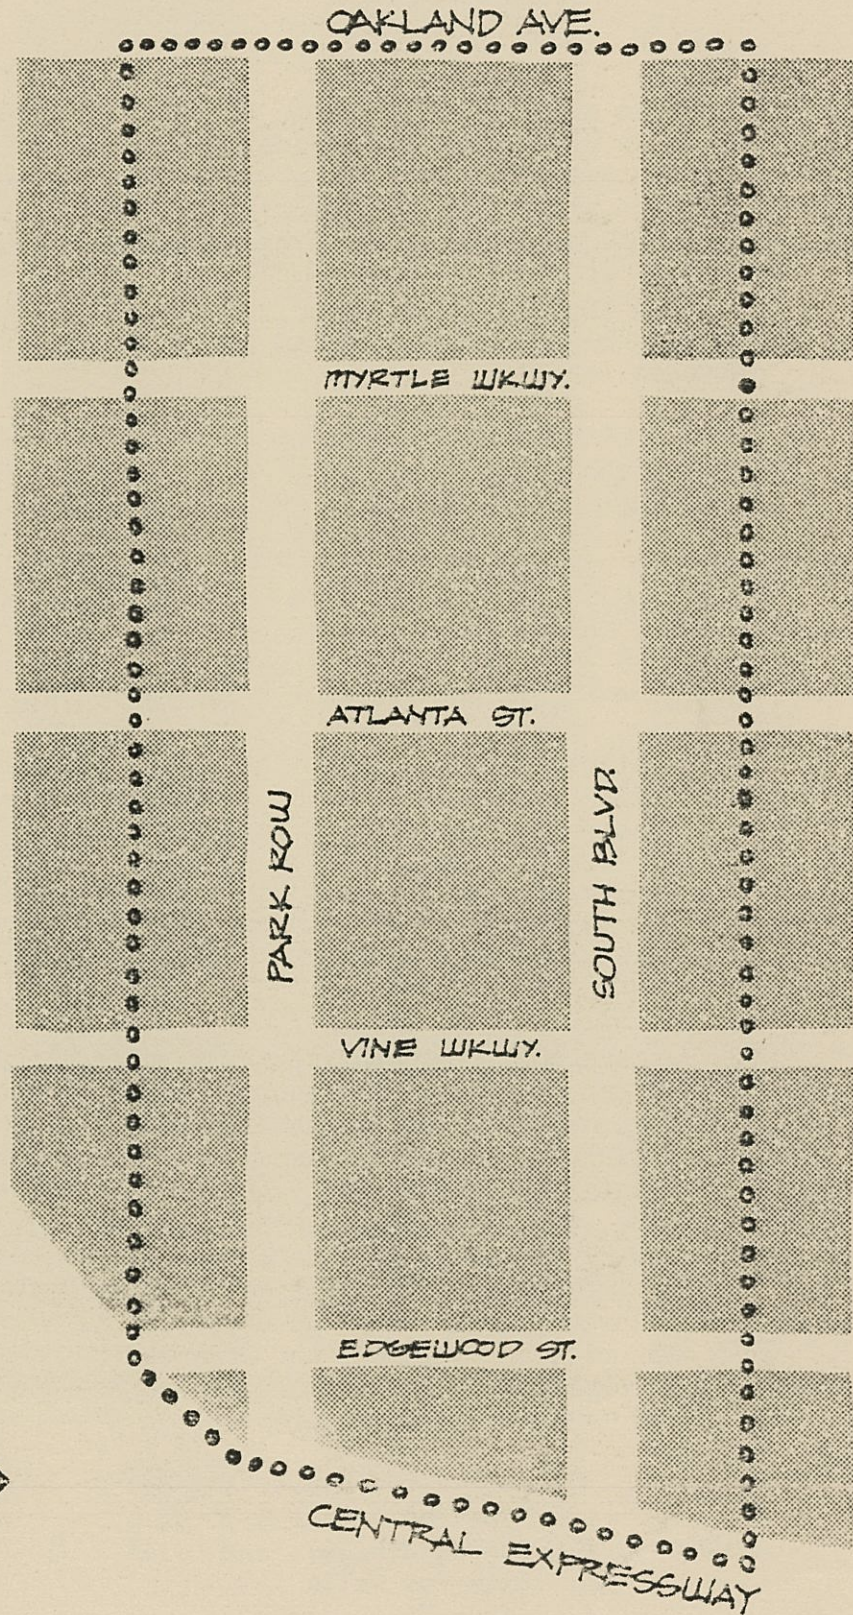 OAKLAND AVE.
MYRTLE WKWY.
ATLANTA ST.
PARK ROW
SOUTH BLVD.
VINE WKWY.
EDGEWOOD ST.
CENTRAL EXPRESSWAY